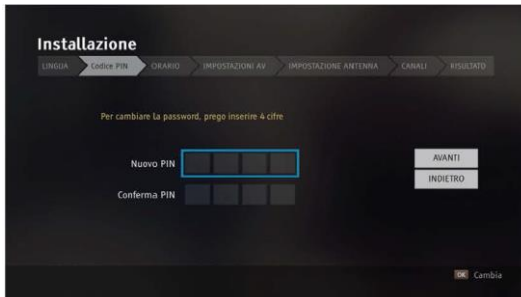 Installazione
LINGUA Codice PIN ORARIO IMPOSTAZIONI AV IMPOSTAZIONE ANTENNA CANALI RISULTATO
Per cambiare la password, prego inserire 4 cifre
Nuovo PIN
AVANTI
INDIETRO
Conferma PIN
OK Cambia